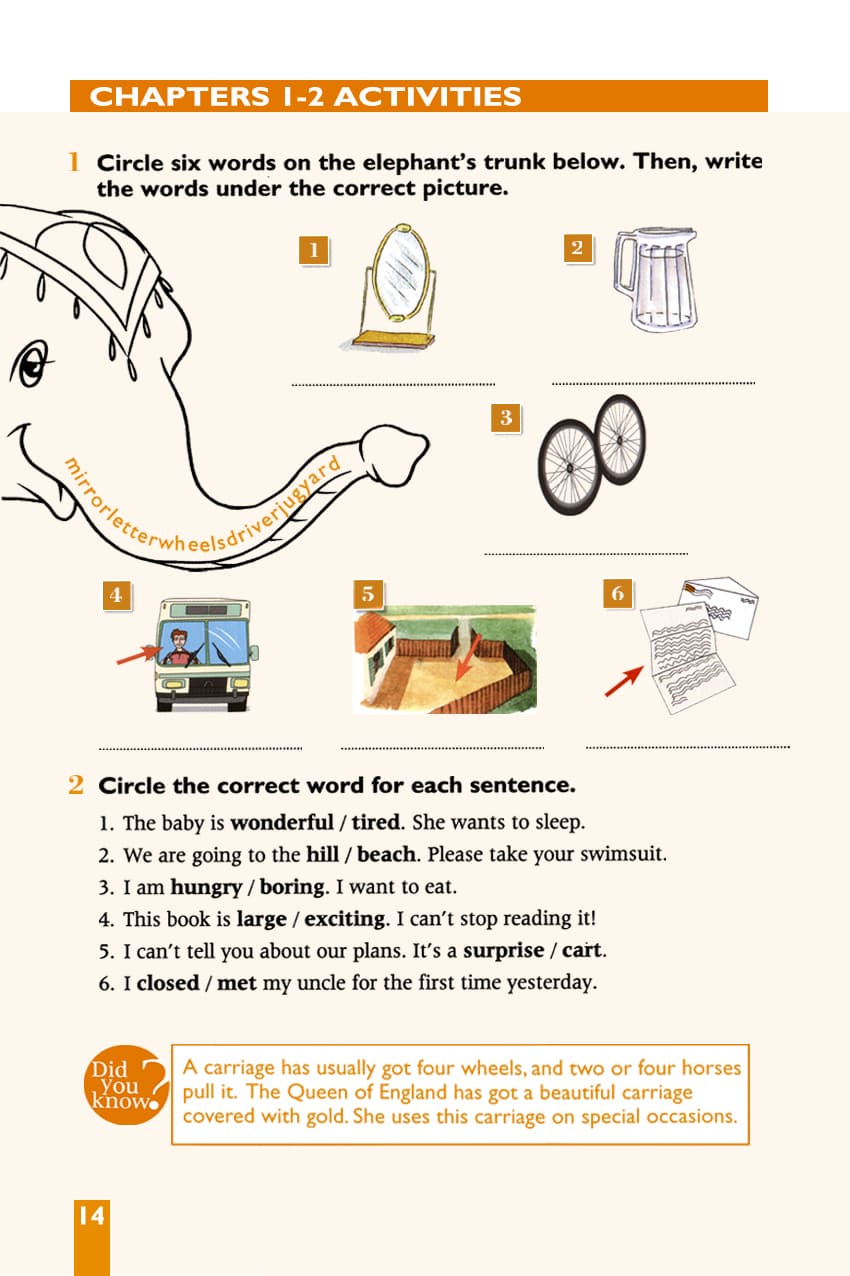 CHAPTERS 1-2 ACTIVITIES
1 Circle six words on the elephant's trunk below. Then, write
the words under the correct picture.
1
2
3
mirrorletterwheelsdriverjugyard
4
5
6
2 Circle the correct word for each sentence.
1. The baby is wonderful / tired. She wants to sleep.
2. We are going to the hill / beach. Please take your swimsuit.
3. I am hungry / boring. I want to eat.
4. This book is large / exciting. I can't stop reading it!
5. I can't tell you about our plans. It's a surprise / cart.
6. I closed / met my uncle for the first time yesterday.
Did
you
know?
A carriage has usually got four wheels, and two or four horses
pull it. The Queen of England has got a beautiful carriage
covered with gold. She uses this carriage on special occasions.
14